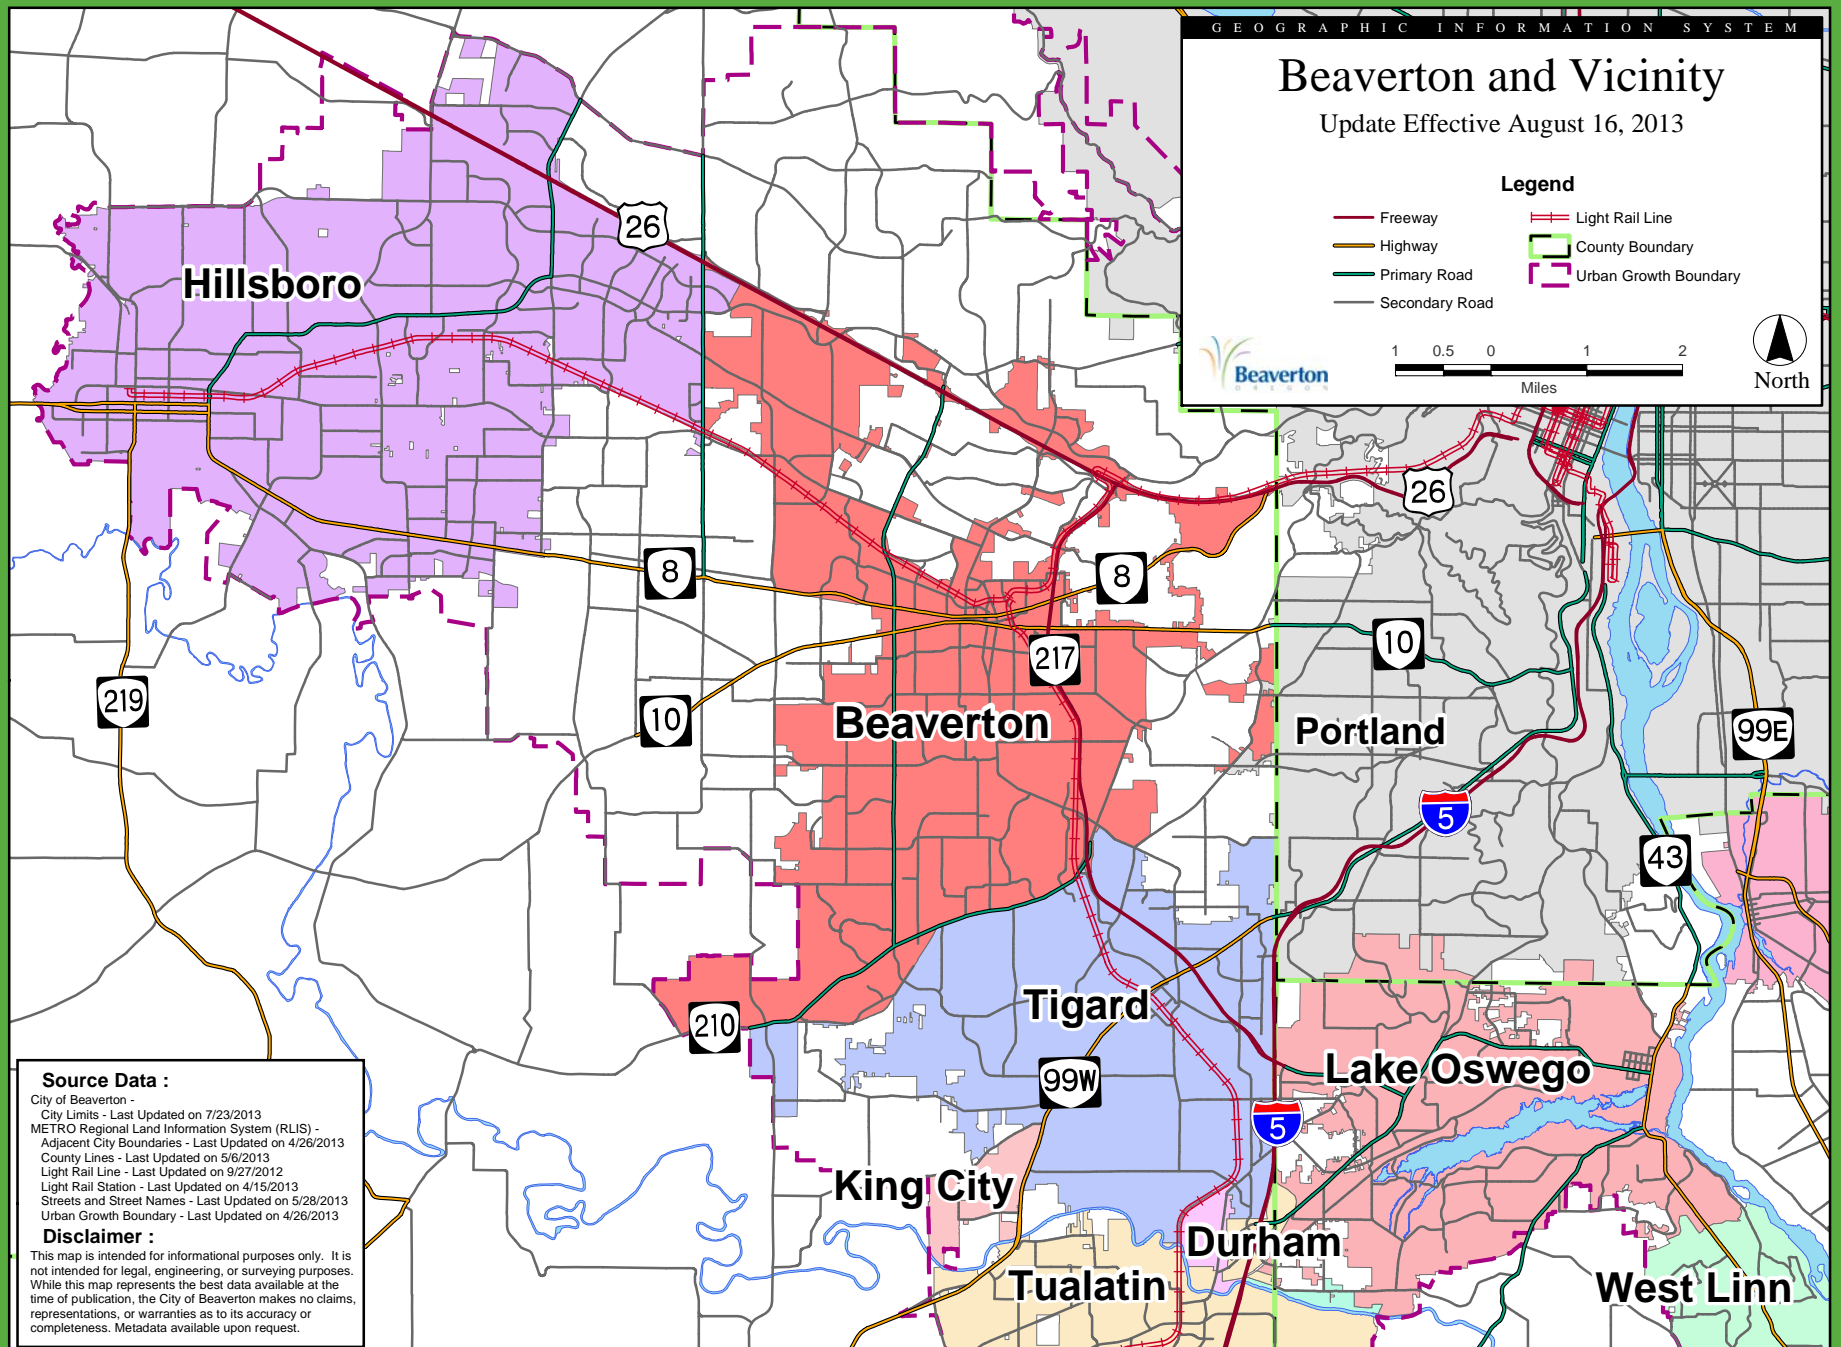 GEOGRAPHIC INFORMATION SYSTEM
Beaverton and Vicinity
Update Effective August 16, 2013
Legend
Freeway
Highway
Primary Road
Secondary Road
Light Rail Line
County Boundary
Urban Growth Boundary
Beaverton
OREGON
1 0.5 0 1 2
Miles
North
26
Hillsboro
26
8
8
10
217
219
10
Beaverton
Portland
99E
5
43
Tigard
210
99W
Lake Oswego
5
King City
Durham
Tualatin
West Linn
Source Data :
City of Beaverton -
City Limits - Last Updated on 7/23/2013
METRO Regional Land Information System (RLIS) -
Adjacent City Boundaries - Last Updated on 4/26/2013
County Lines - Last Updated on 5/6/2013
Light Rail Line - Last Updated on 9/27/2012
Light Rail Station - Last Updated on 4/15/2013
Streets and Street Names - Last Updated on 5/28/2013
Urban Growth Boundary - Last Updated on 4/26/2013
Disclaimer :
This map is intended for informational purposes only. It is
not intended for legal, engineering, or surveying purposes.
While this map represents the best data available at the
time of publication, the City of Beaverton makes no claims,
representations, or warranties as to its accuracy or
completeness. Metadata available upon request.